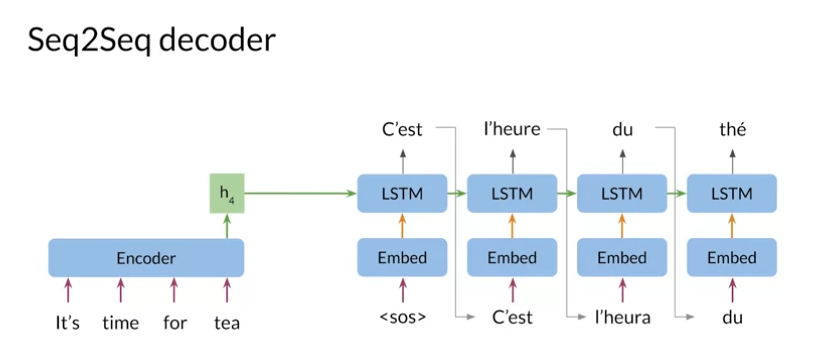 Seq2Seq decoder
C'est l'heure du thé
h4 LSTM LSTM LSTM LSTM
Encoder Embed Embed Embed Embed
It's time for tea <sos> C'est l'heura du